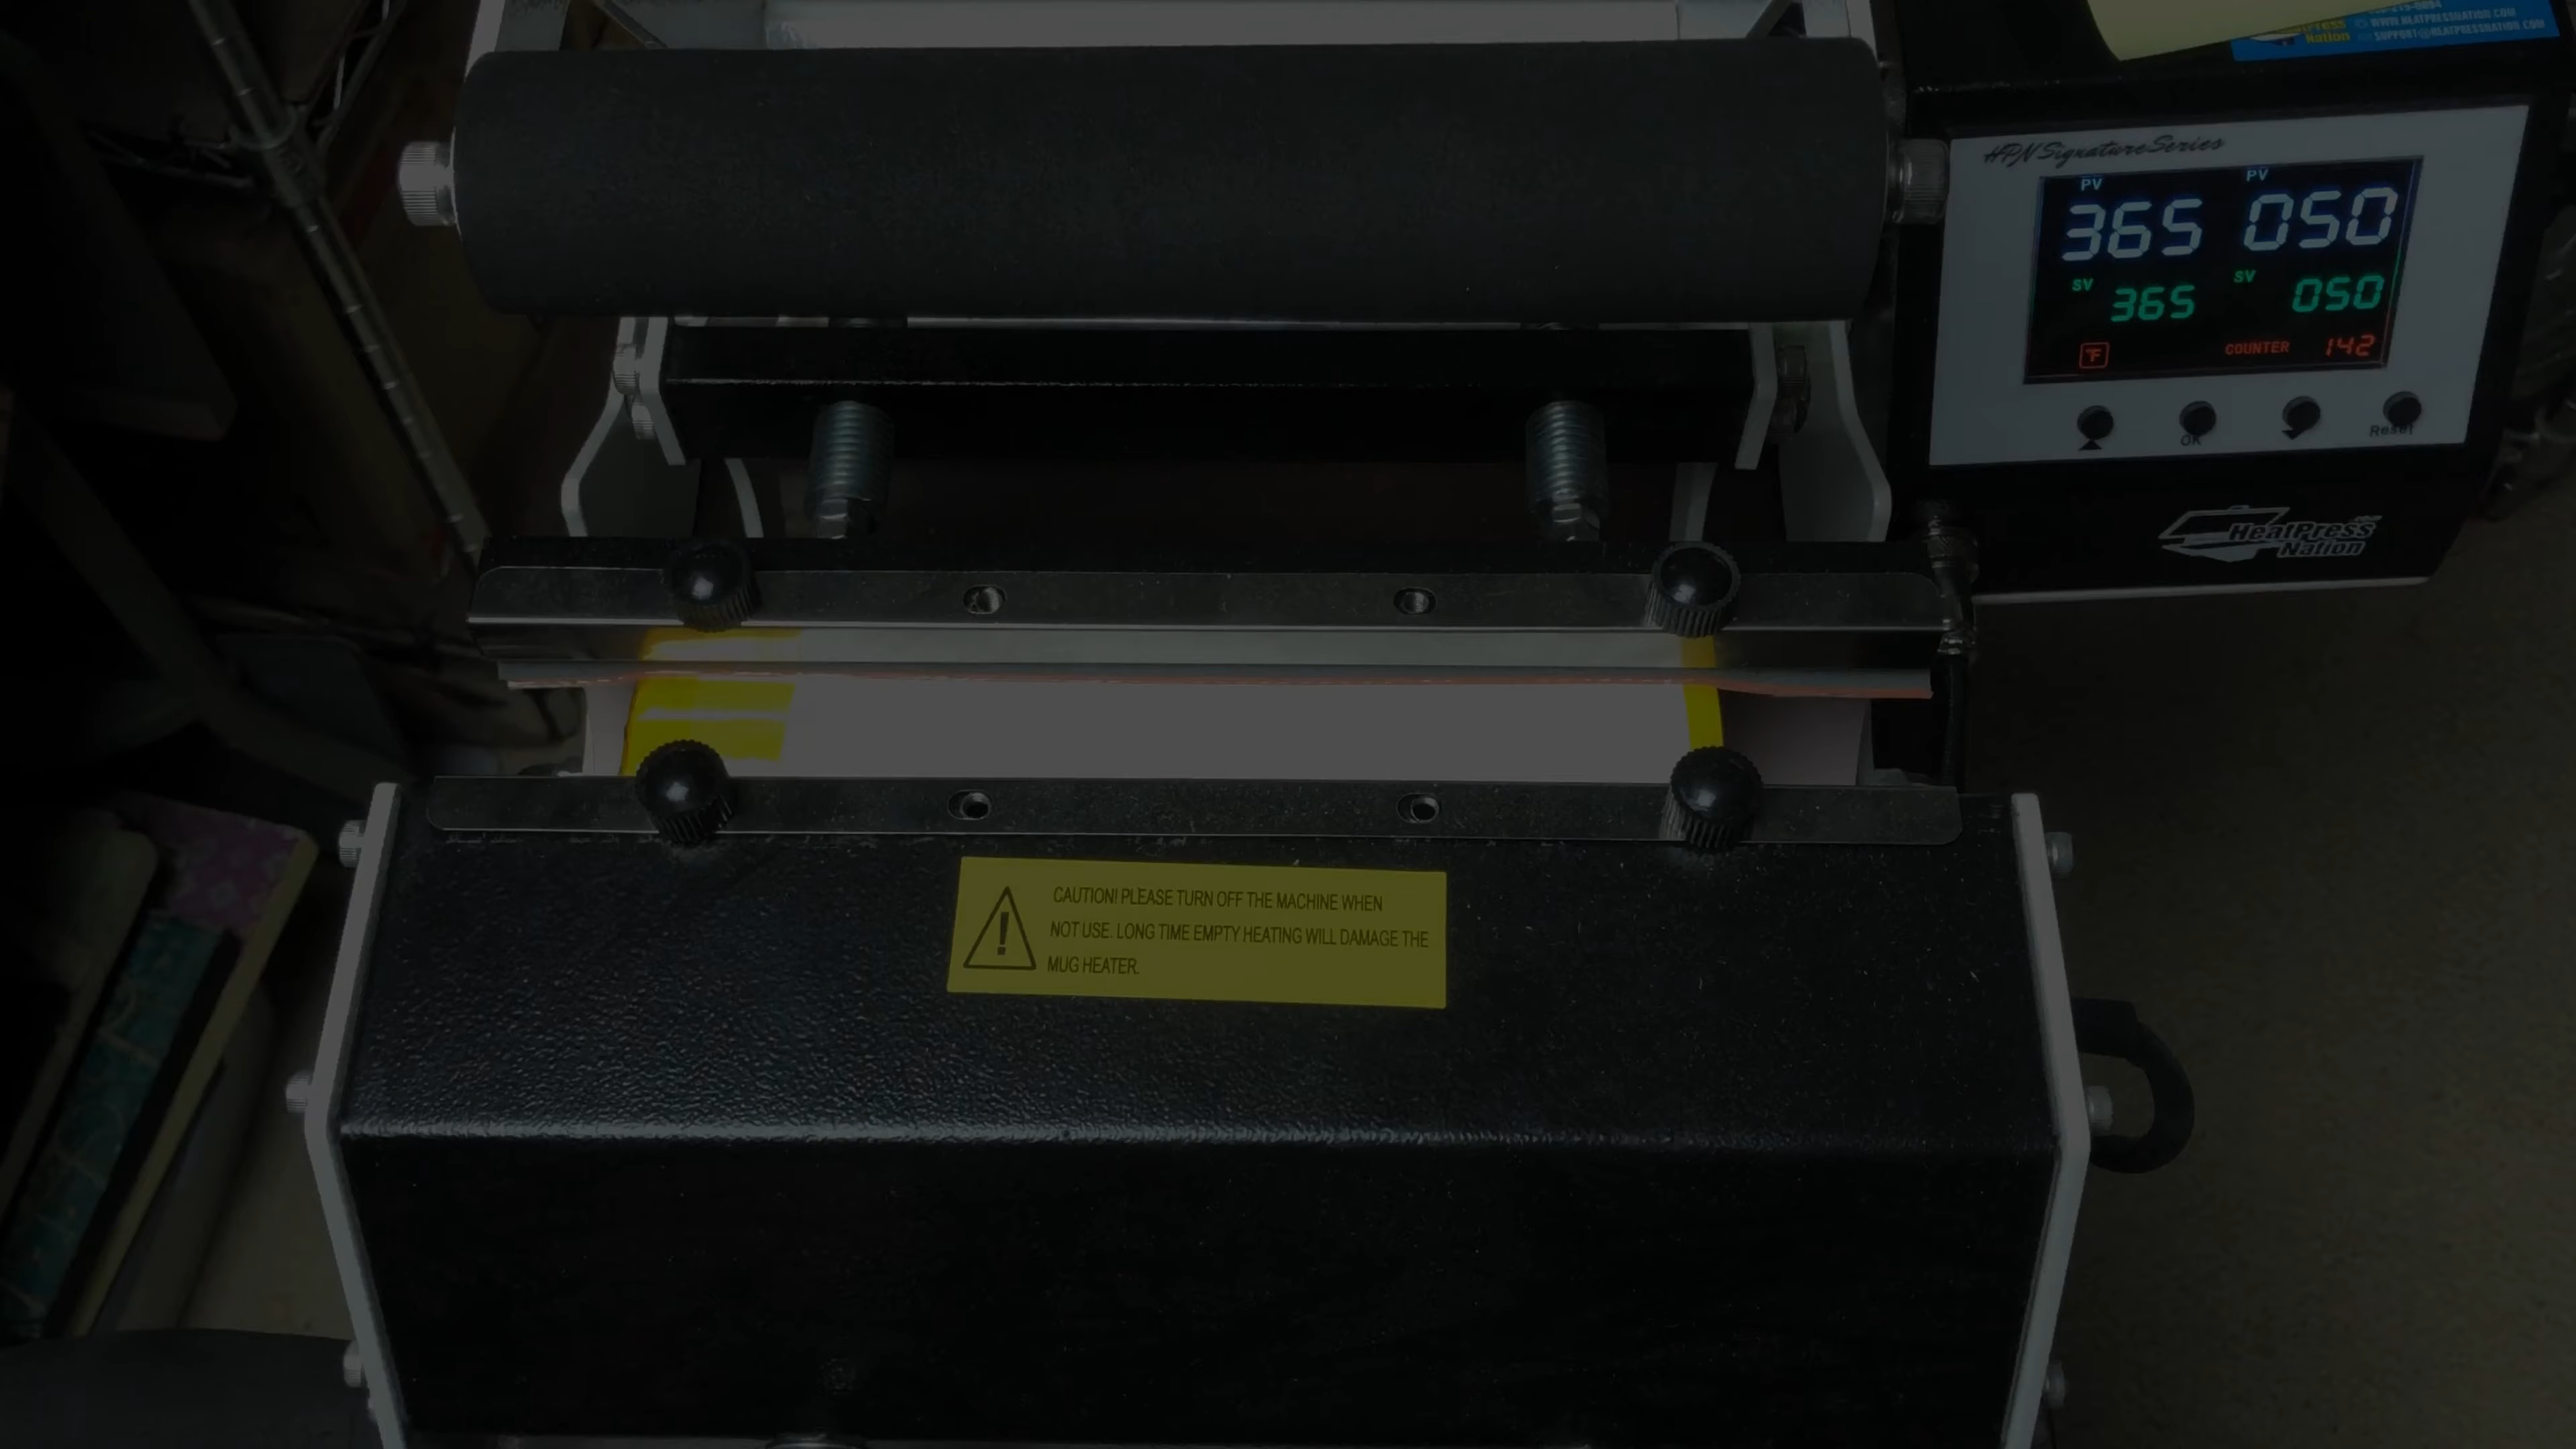 Nation
WWW.HEATPRESSNATION.COM
SUPPORT@HEATPRESSNATION.COM
HPN Signature Series
PV PV
365 050
SV SV
365 050
°F COUNTER 142
OK Reset
HeatPress
Nation
CAUTION! PLEASE TURN OFF THE MACHINE WHEN
NOT USE. LONG TIME EMPTY HEATING WILL DAMAGE THE
MUG HEATER.